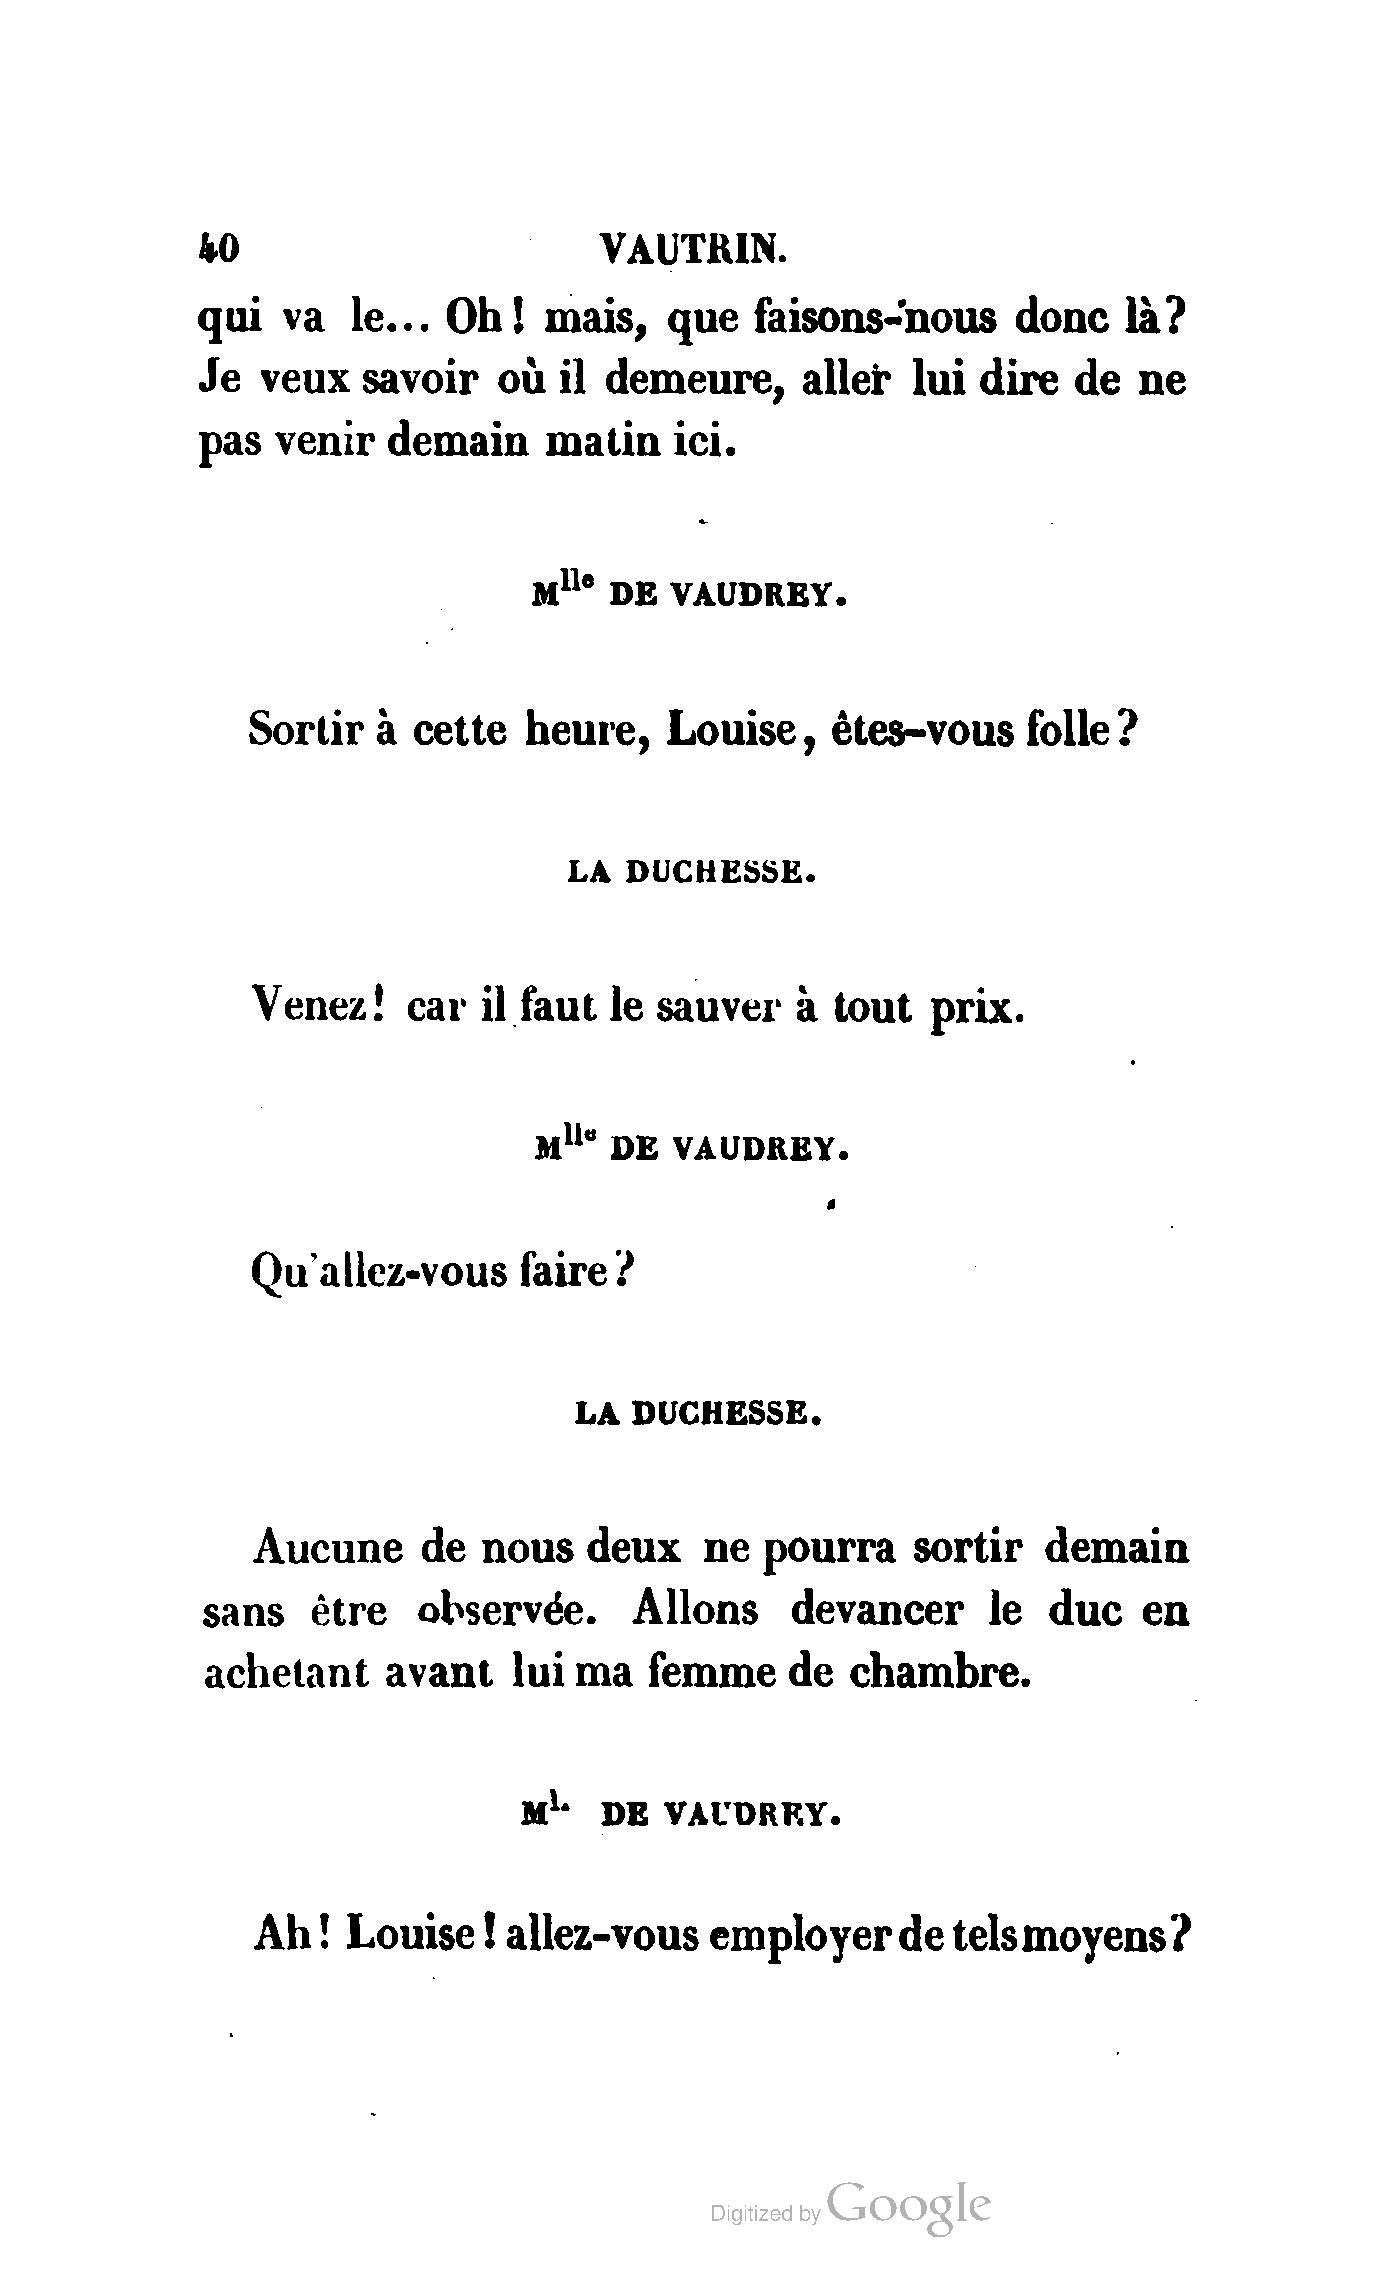 40 VAUTRIN.
qui va le... Oh! mais, que faisons-nous donc là?
Je veux savoir où il demeure, aller lui dire de ne
pas venir demain matin ici.
Mlle DE VAUDREY.
Sortir à cette heure, Louise, êtes-vous folle?
LA DUCHESSE.
Venez! car il faut le sauver à tout prix.
Mlle DE VAUDREY.
Qu'allez-vous faire?
LA DUCHESSE.
Aucune de nous deux ne pourra sortir demain
sans être observée. Allons devancer le duc en
achetant avant lui ma femme de chambre.
Ml. DE VAUDREY.
Ah! Louise! allez-vous employer de tels moyens?
Digitized by Google